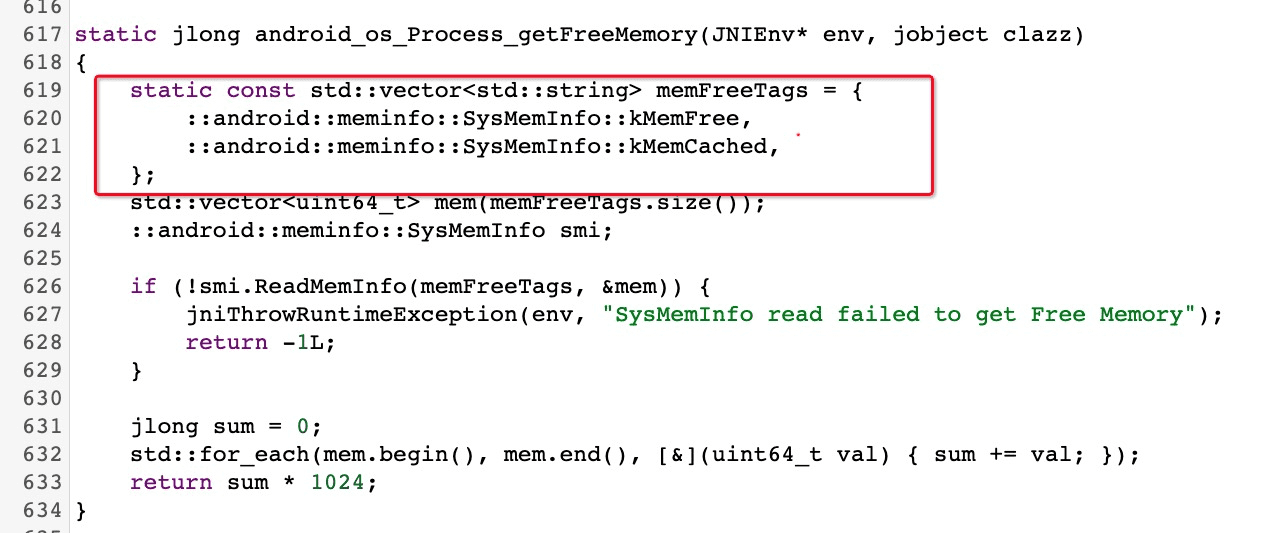 616
617 static jlong android_os_Process_getFreeMemory(JNIEnv* env, jobject clazz)
618 {
619     static const std::vector<std::string> memFreeTags = {
620         ::android::meminfo::SysMemInfo::kMemFree,
621         ::android::meminfo::SysMemInfo::kMemCached,
622     };
623     std::vector<uint64_t> mem(memFreeTags.size());
624     ::android::meminfo::SysMemInfo smi;
625
626     if (!smi.ReadMemInfo(memFreeTags, &mem)) {
627         jniThrowRuntimeException(env, "SysMemInfo read failed to get Free Memory");
628         return -1L;
629     }
630
631     jlong sum = 0;
632     std::for_each(mem.begin(), mem.end(), [&](uint64_t val) { sum += val; });
633     return sum * 1024;
634 }
635